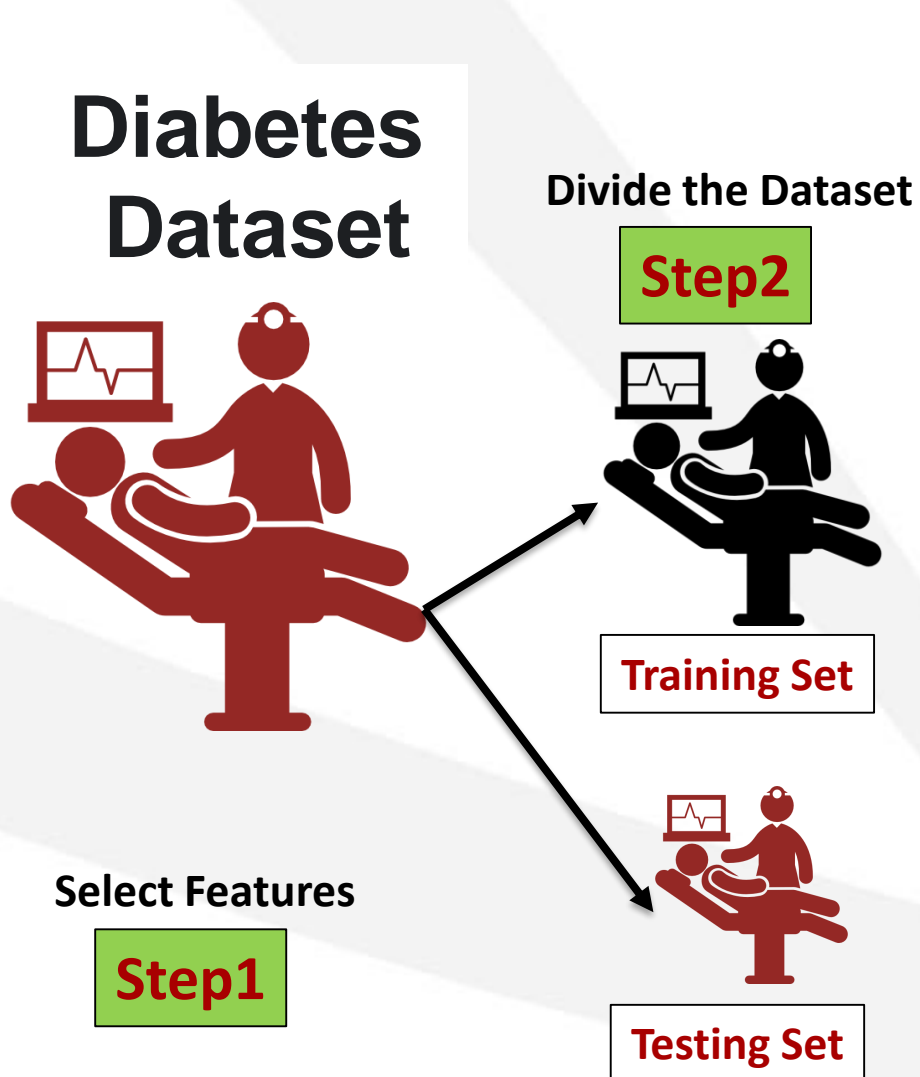 Diabetes
Dataset
Divide the Dataset
Step2
Training Set
Select Features
Step1
Testing Set